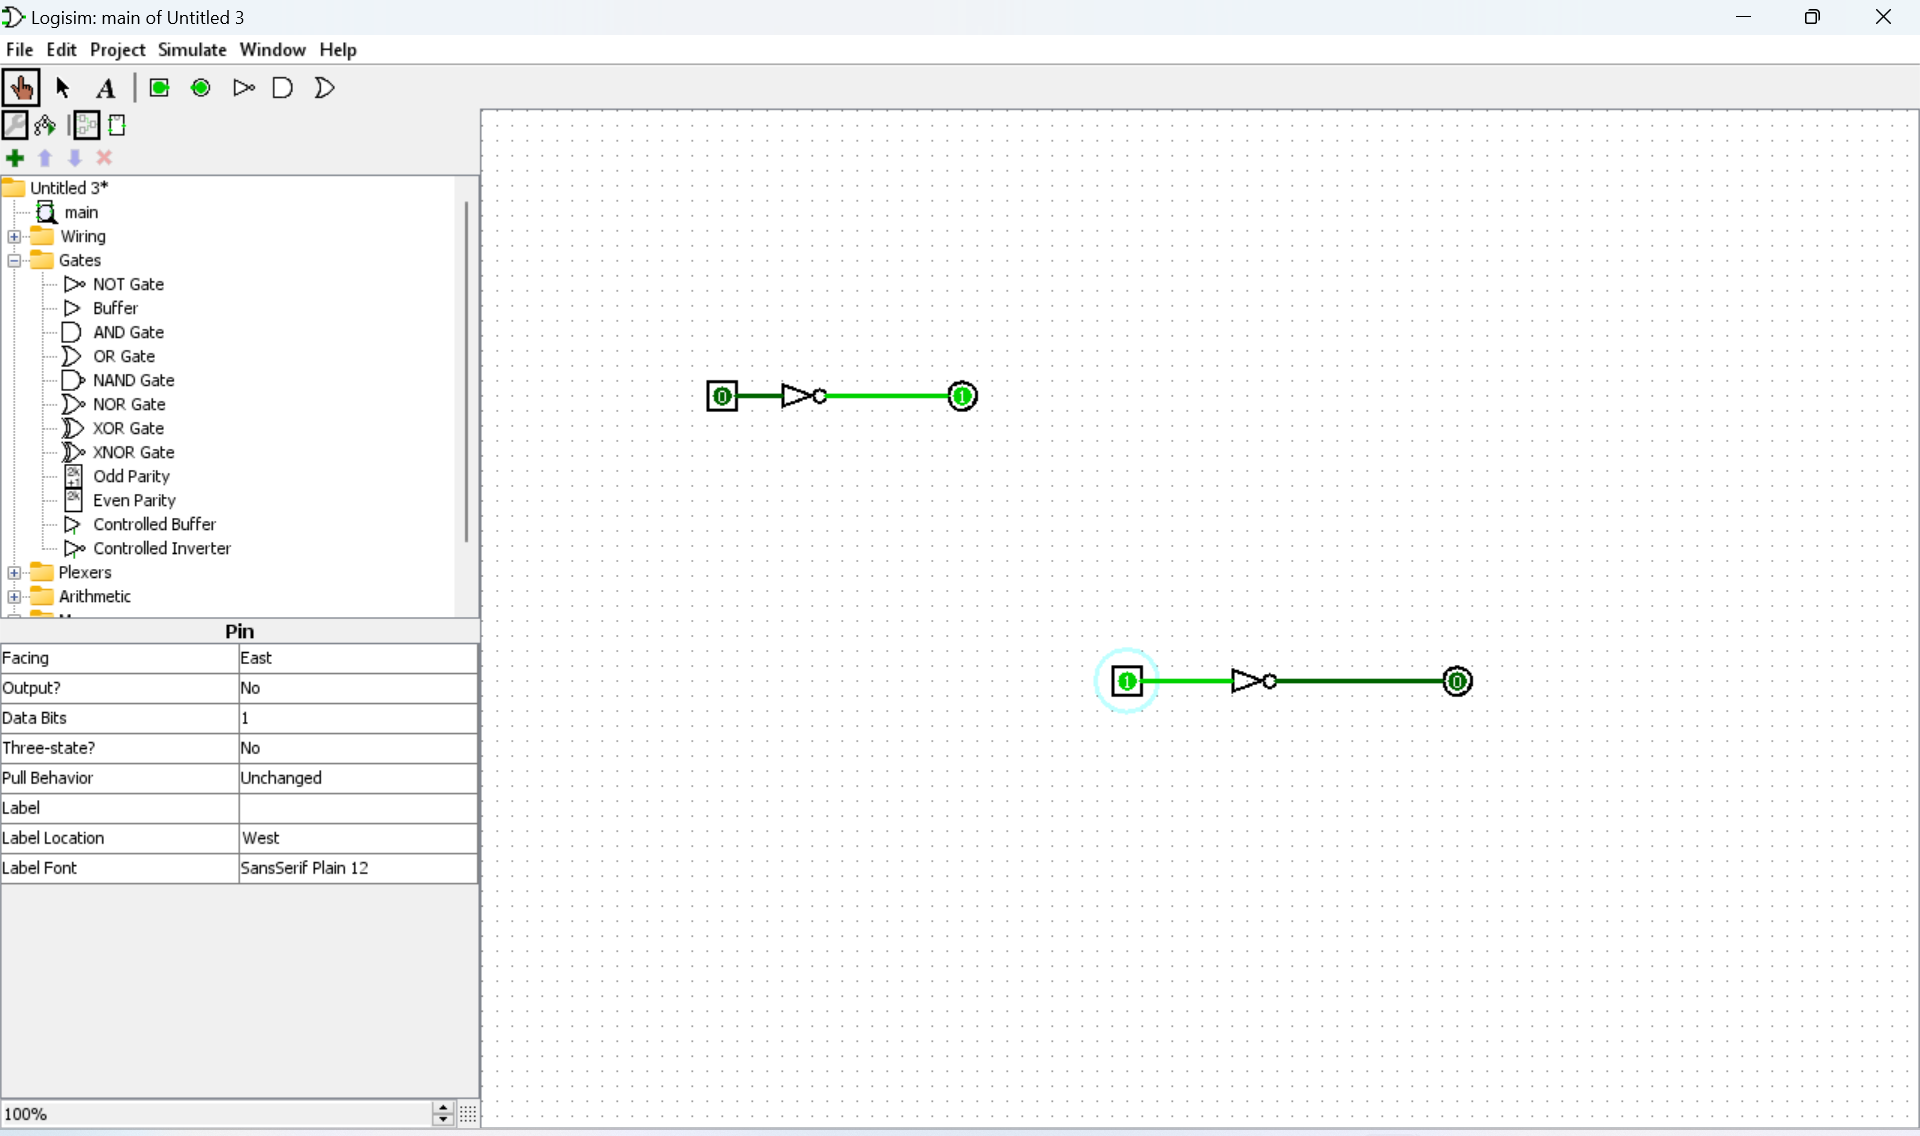 Logisim: main of Untitled 3
File Edit Project Simulate Window Help
A
Untitled 3*
main
Wiring
Gates
NOT Gate
Buffer
AND Gate
OR Gate
NAND Gate
NOR Gate
XOR Gate
XNOR Gate
2k+1 Odd Parity
2k Even Parity
Controlled Buffer
Controlled Inverter
Plexers
Arithmetic
Pin
Facing East
Output? No
Data Bits 1
Three-state? No
Pull Behavior Unchanged
Label
Label Location West
Label Font SansSerif Plain 12
100%
0 1
1 0